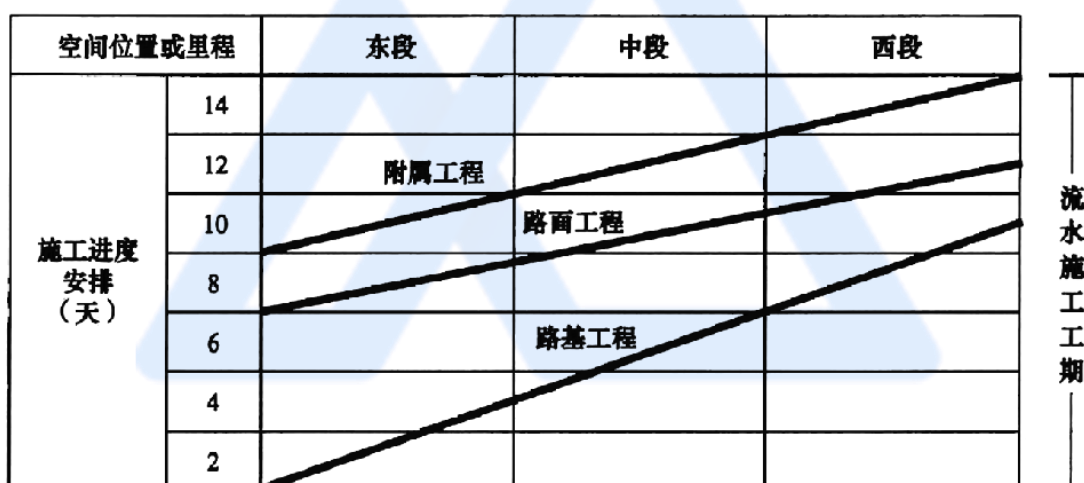 空间位置或里程 东段 中段 西段
14
12
附属工程
10
路面工程
施工进度
安排
(天)
8
6
路基工程
4
2
流水施工工期